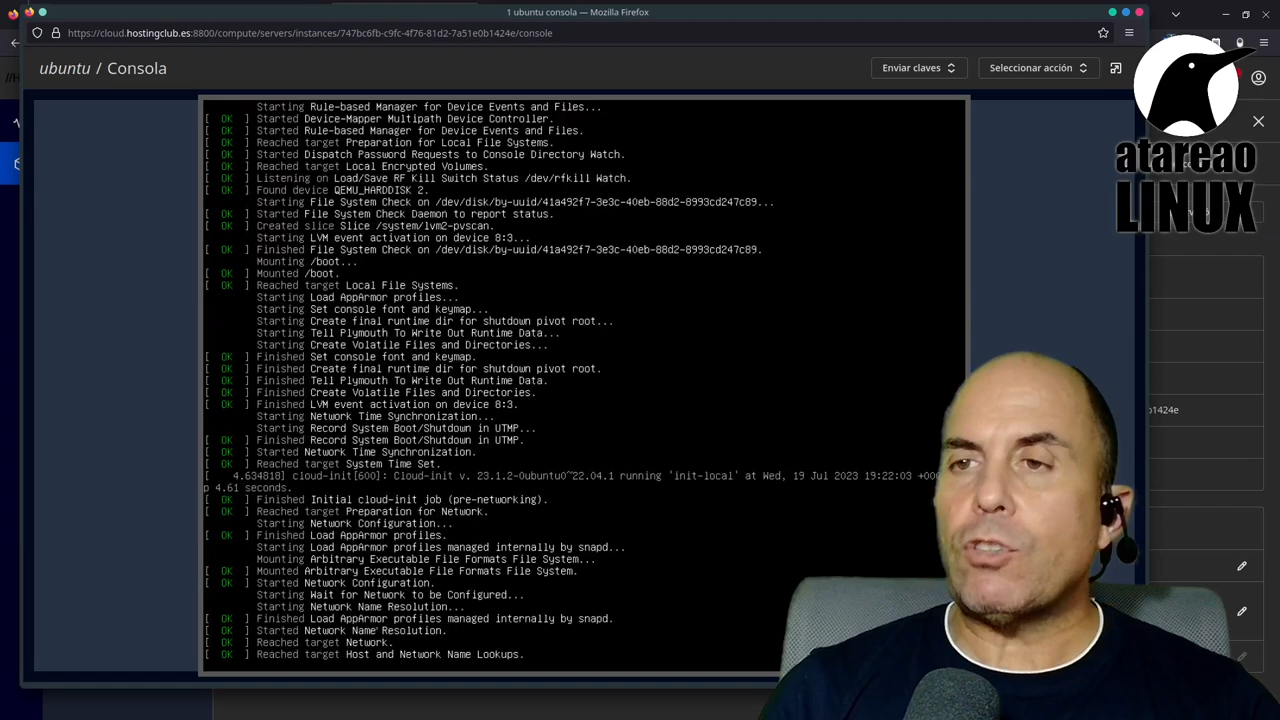 1 ubuntu consola — Mozilla Firefox
https://cloud.hostingclub.es:8800/compute/servers/instances/747bc6fb-c9fc-4f76-81d2-7a51e0b1424e/console
ubuntu / Consola
Enviar claves
Seleccionar acción
Starting Rule-based Manager for Device Events and Files...
[ OK ] Started Device-Mapper Multipath Device Controller.
[ OK ] Started Rule-based Manager for Device Events and Files.
[ OK ] Reached target Preparation for Local File Systems.
[ OK ] Started Dispatch Password Requests to Console Directory Watch.
[ OK ] Reached target Local Encrypted Volumes.
[ OK ] Listening on Load/Save RF Kill Switch Status /dev/rfkill Watch.
[ OK ] Found device QEMU_HARDDISK 2.
Starting File System Check on /dev/disk/by-uuid/41a492f7-3e3c-40eb-88d2-8993cd247c89...
[ OK ] Started File System Check Daemon to report status.
[ OK ] Created slice Slice /system/lvm2-pvscan.
Starting LVM event activation on device 8:3...
[ OK ] Finished File System Check on /dev/disk/by-uuid/41a492f7-3e3c-40eb-88d2-8993cd247c89.
Mounting /boot...
[ OK ] Mounted /boot.
[ OK ] Reached target Local File Systems.
Starting Load AppArmor profiles...
Starting Set console font and keymap...
Starting Create final runtime dir for shutdown pivot root...
Starting Tell Plymouth To Write Out Runtime Data...
Starting Create Volatile Files and Directories...
[ OK ] Finished Set console font and keymap.
[ OK ] Finished Create final runtime dir for shutdown pivot root.
[ OK ] Finished Tell Plymouth To Write Out Runtime Data.
[ OK ] Finished Create Volatile Files and Directories.
[ OK ] Finished LVM event activation on device 8:3.
Starting Network Time Synchronization...
Starting Record System Boot/Shutdown in UTMP...
[ OK ] Finished Record System Boot/Shutdown in UTMP.
[ OK ] Started Network Time Synchronization.
[ OK ] Reached target System Time Set.
[ 4.634818] cloud-init[600]: Cloud-init v. 23.1.2-0ubuntu0~22.04.1 running 'init-local' at Wed, 19 Jul 2023 19:22:03 +00
p 4.61 seconds.
[ OK ] Finished Initial cloud-init job (pre-networking).
[ OK ] Reached target Preparation for Network.
Starting Network Configuration...
[ OK ] Finished Load AppArmor profiles.
Starting Load AppArmor profiles managed internally by snapd...
Mounting Arbitrary Executable File Formats File System...
[ OK ] Mounted Arbitrary Executable File Formats File System.
[ OK ] Started Network Configuration.
Starting Wait for Network to be Configured...
Starting Network Name Resolution...
[ OK ] Finished Load AppArmor profiles managed internally by snapd.
[ OK ] Started Network Name Resolution.
[ OK ] Reached target Network.
[ OK ] Reached target Host and Network Name Lookups.
atareao
LINUX
b1424e